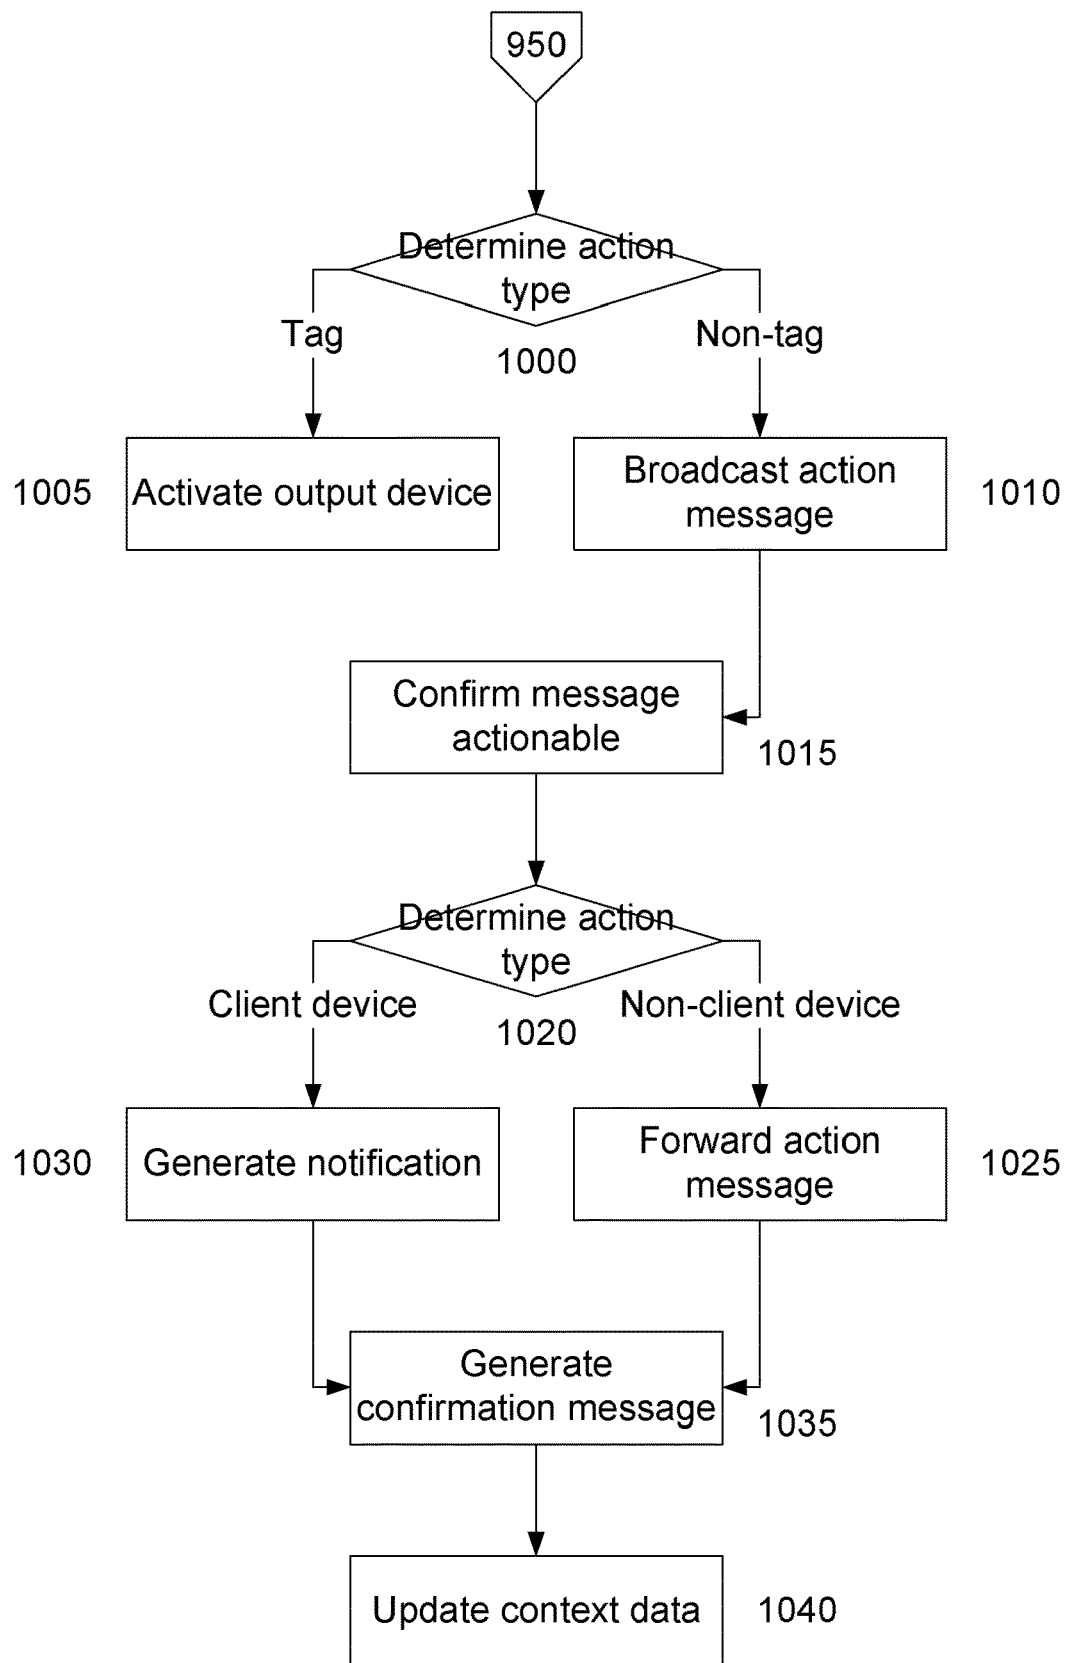 950
Determine action
type
Tag
Non-tag
1000
1005
Activate output device
Broadcast action
message
1010
Confirm message
actionable
1015
Determine action
type
Client device
Non-client device
1020
1030
Generate notification
Forward action
message
1025
Generate
confirmation message
1035
Update context data
1040